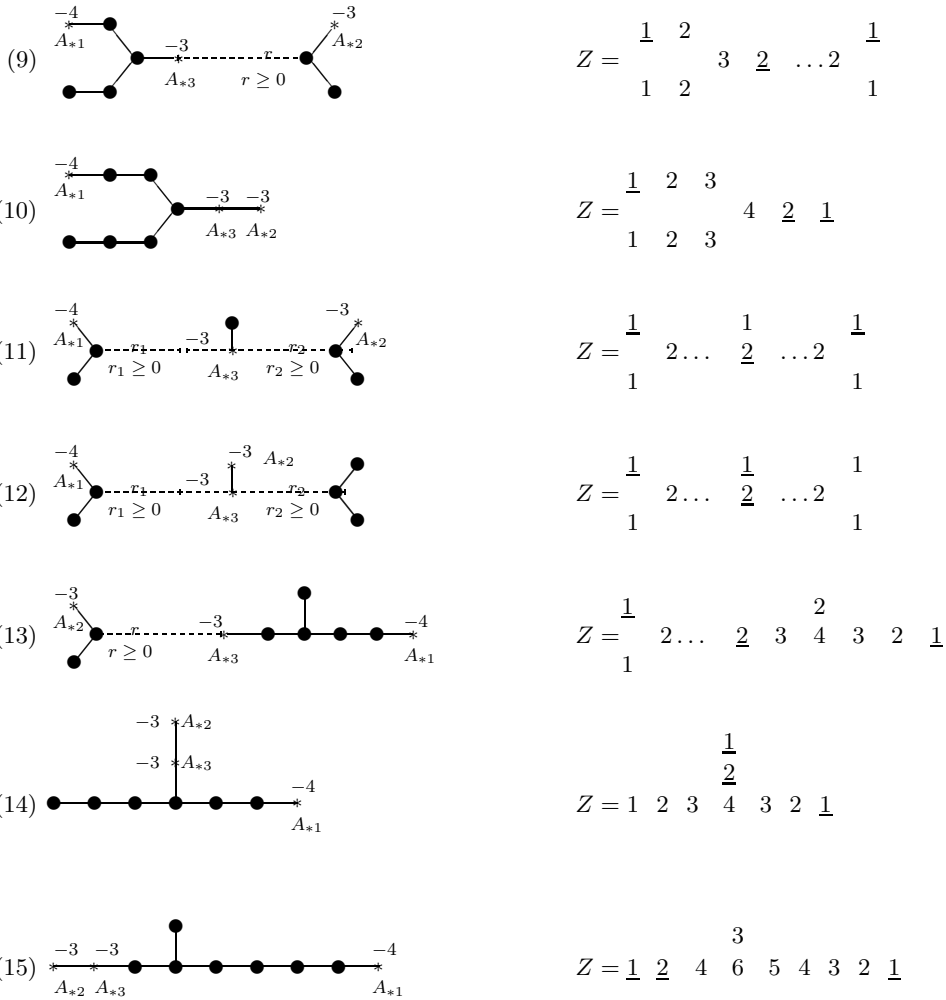 −4 −3
A∗1 −3 A∗2 1 2 1
(9) r Z = 3 2 ...2
A∗3 r ≥ 0
1 2 1
−4
A∗1 1 2 3
−3 −3
(10) Z = 4 2 1
A∗3 A∗2
1 2 3
−4 −3
A∗1 r1 −3 r2 A∗2 1 1 1
(11) Z = 2... 2 ...2
r1 ≥ 0 A∗3 r2 ≥ 0
1 1
−4 −3 A∗2
A∗1 r1 −3 r2 1 1 1
(12) Z = 2... 2 ...2
r1 ≥ 0 A∗3 r2 ≥ 0
1 1
−3
A∗2 −3 −4 1 2
(13) r Z = 2... 2 3 4 3 2 1
r ≥ 0 A∗3 A∗1
1
−3 A∗2
1
−3 A∗3 2
−4
(14) Z = 1 2 3 4 3 2 1
A∗1
3
−3 −3 −4
(15) Z = 1 2 4 6 5 4 3 2 1
A∗2 A∗3 A∗1